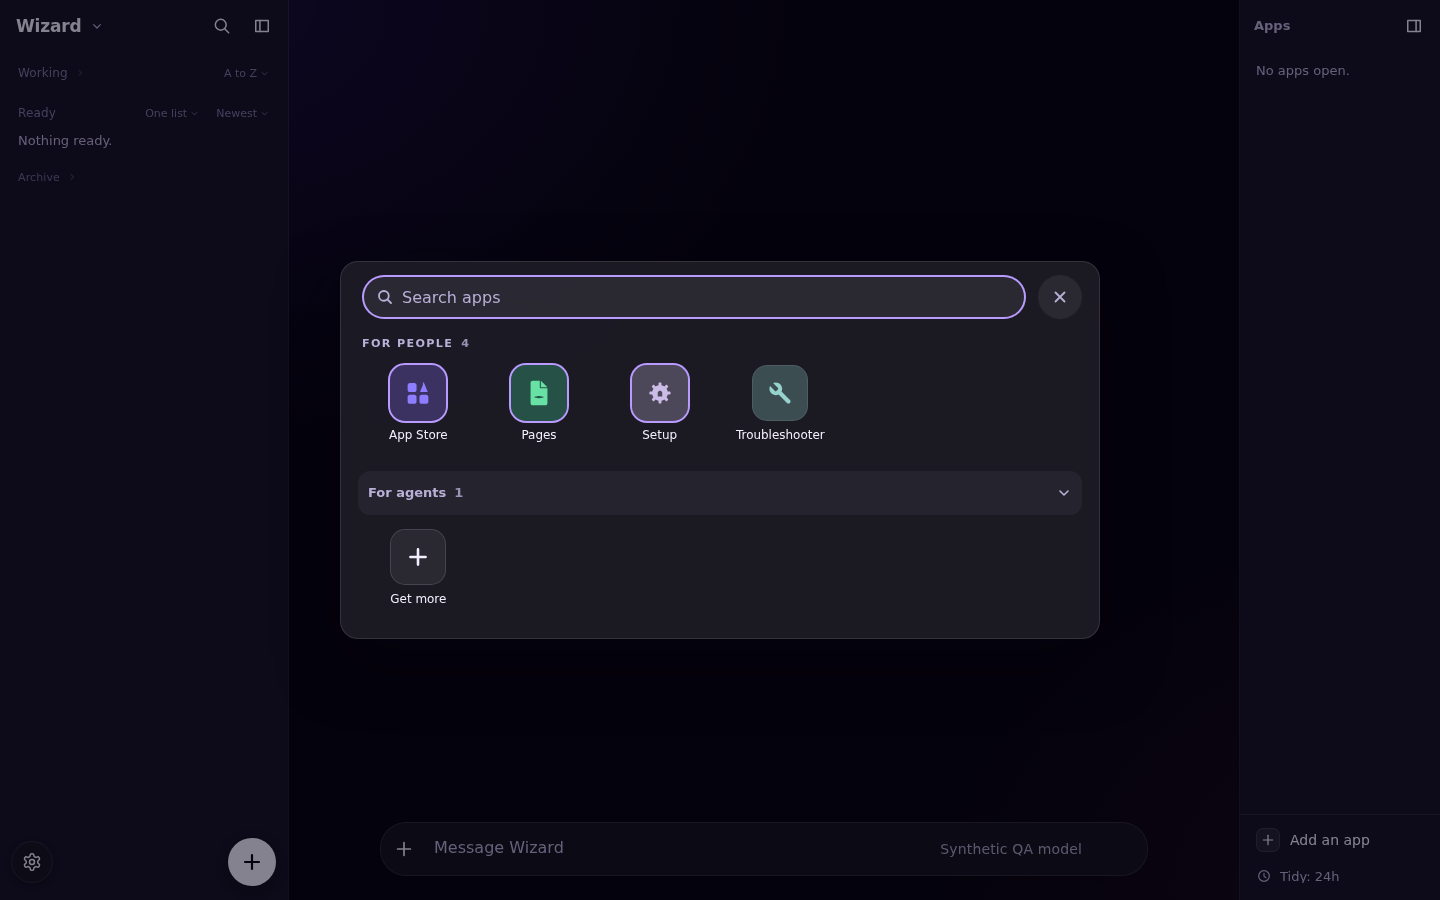 Wizard
Working
A to Z
Ready
One list
Newest
Nothing ready.
Archive
Search apps
FOR PEOPLE 4
App Store
Pages
Setup
Troubleshooter
For agents 1
Get more
Message Wizard
Synthetic QA model
Apps
No apps open.
Add an app
Tidy: 24h